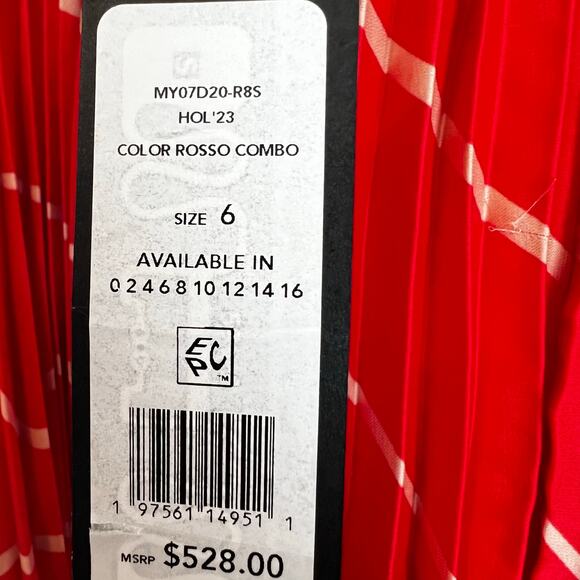 MY07D20-R8S
HOL'23
COLOR ROSSO COMBO
SIZE 6
AVAILABLE IN
0 2 4 6 8 10 12 14 16
EPC™
1 97561 14951 1
MSRP $528.00